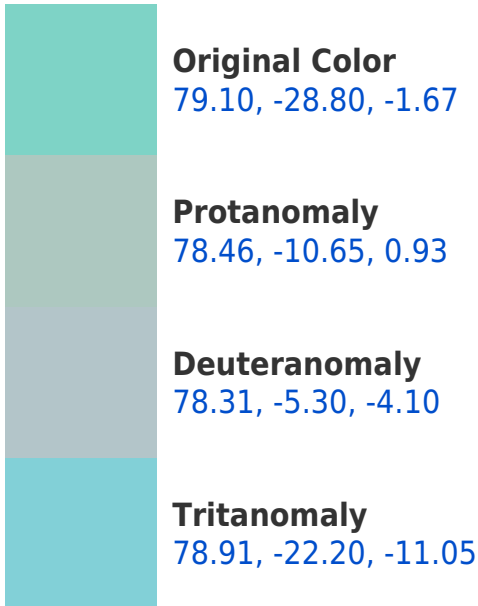 Original Color
79.10, -28.80, -1.67
Protanomaly
78.46, -10.65, 0.93
Deuteranomaly
78.31, -5.30, -4.10
Tritanomaly
78.91, -22.20, -11.05